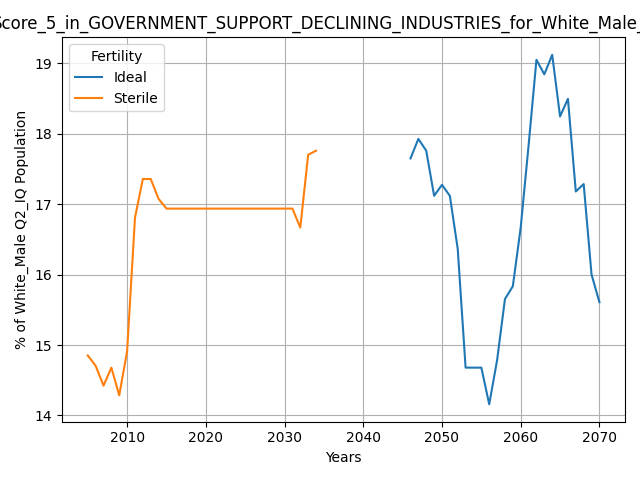 core_5_in_GOVERNMENT_SUPPORT_DECLINING_INDUSTRIES_for_White_Male_
Fertility
Ideal
Sterile
% of White_Male Q2_IQ Population
19
18
17
16
15
14
2010 2020 2030 2040 2050 2060 2070
Years